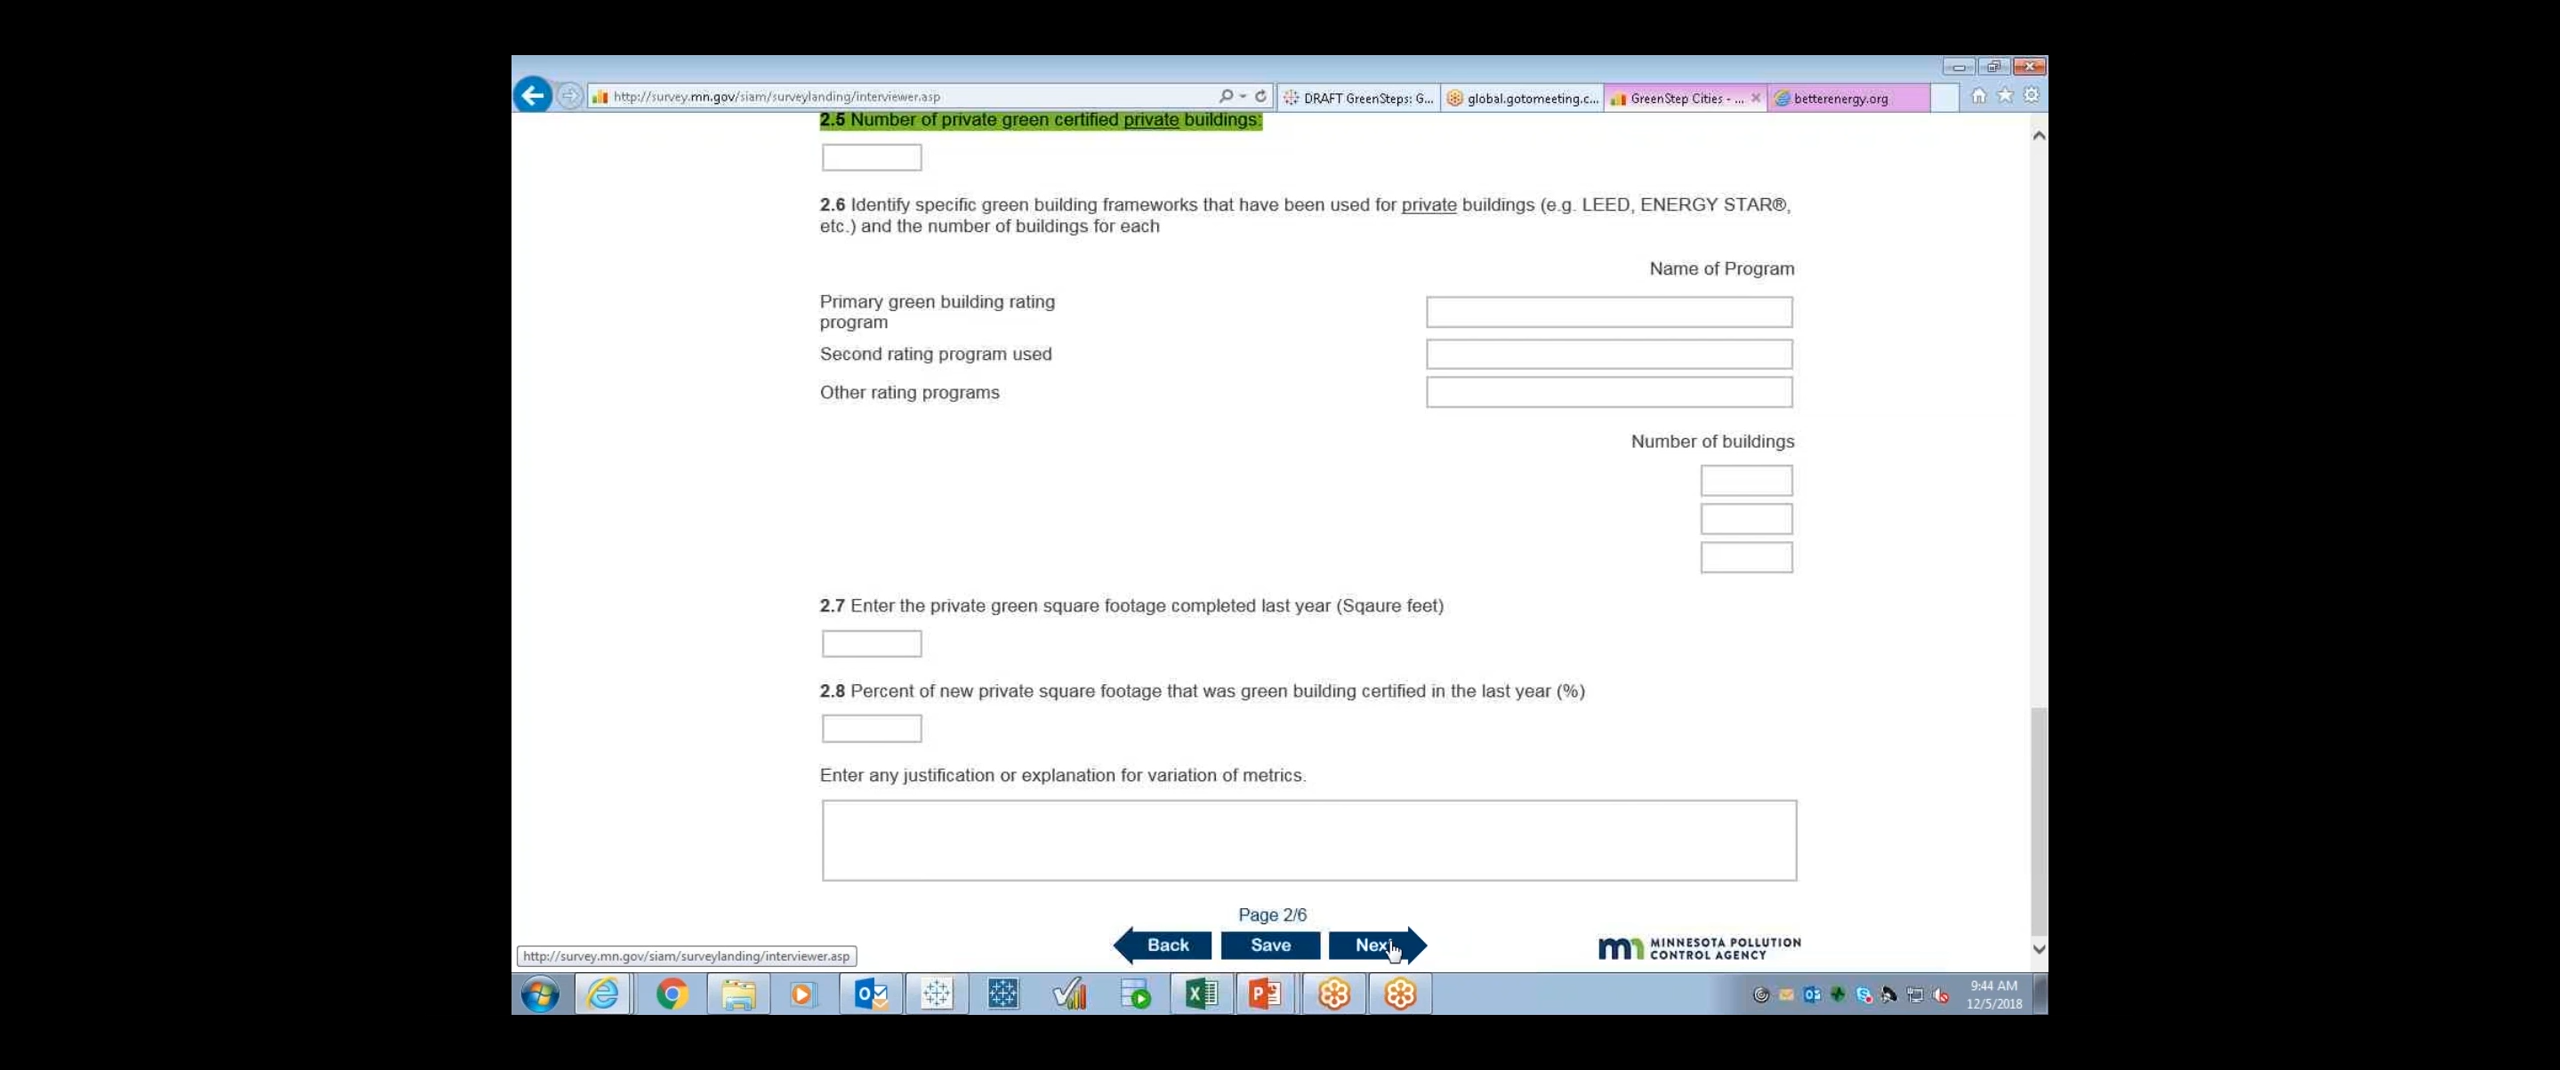 http://survey.mn.gov/siam/surveylanding/interviewer.asp
DRAFT GreenSteps: G...
global.gotomeeting.c...
GreenStep Cities - ...
betterenergy.org
2.5 Number of private green certified private buildings:
2.6 Identify specific green building frameworks that have been used for private buildings (e.g. LEED, ENERGY STAR®,
etc.) and the number of buildings for each
Name of Program
Primary green building rating
program
Second rating program used
Other rating programs
Number of buildings
2.7 Enter the private green square footage completed last year (Sqaure feet)
2.8 Percent of new private square footage that was green building certified in the last year (%)
Enter any justification or explanation for variation of metrics.
Page 2/6
Back
Save
Next
MINNESOTA POLLUTION
CONTROL AGENCY
http://survey.mn.gov/siam/surveylanding/interviewer.asp
9:44 AM
12/5/2018